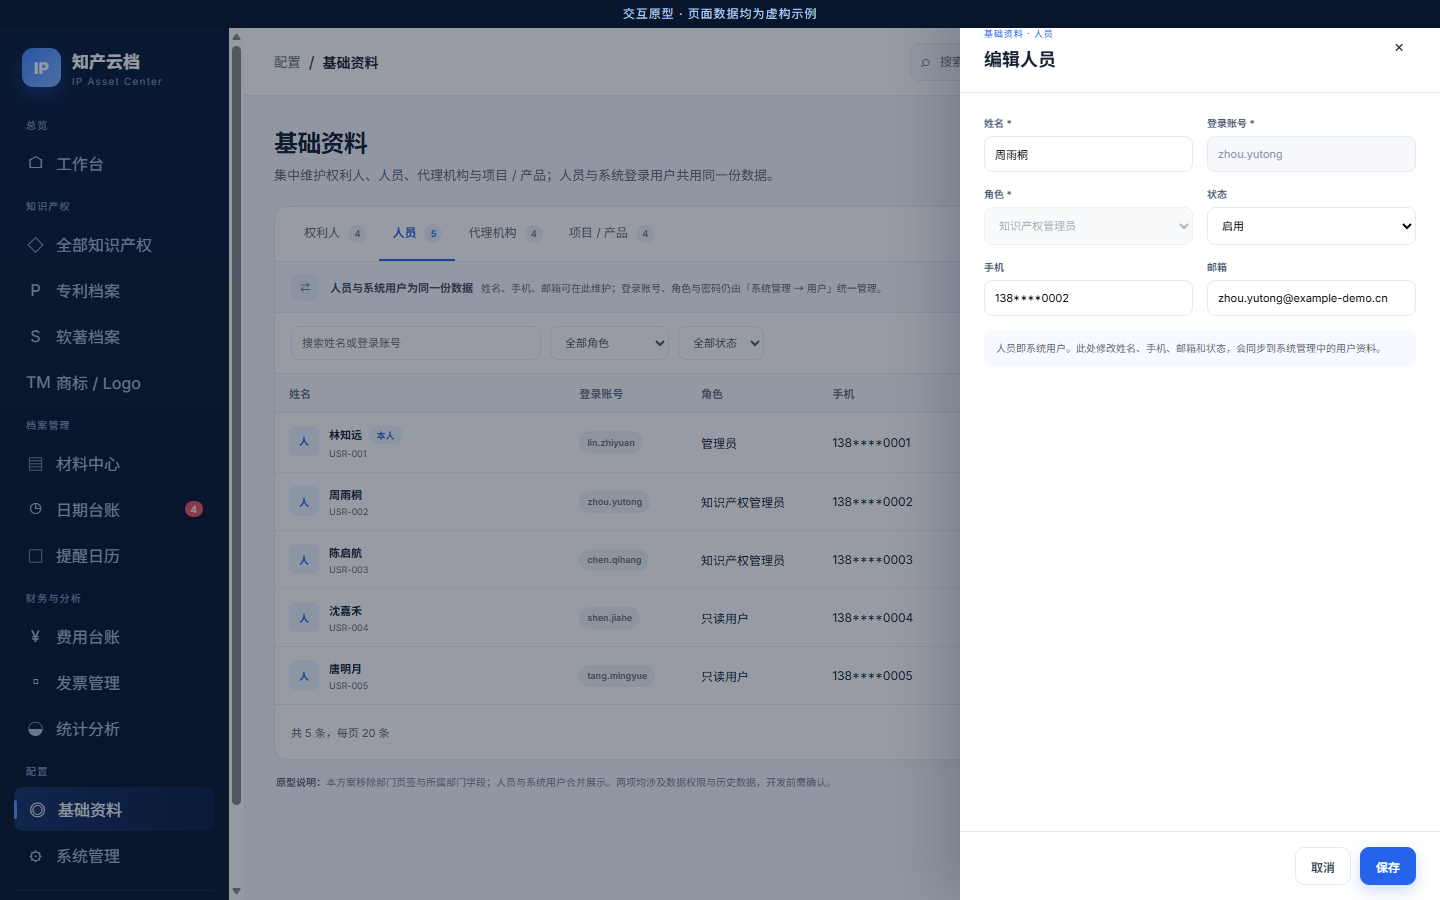 交互原型 · 页面数据均为虚构示例
IP
知产云档
IP Asset Center
总览
工作台
知识产权
全部知识产权
P 专利档案
S 软著档案
TM 商标 / Logo
档案管理
材料中心
日期台账 4
提醒日历
财务与分析
¥ 费用台账
发票管理
统计分析
配置
基础资料
系统管理
配置 / 基础资料
搜索
基础资料
集中维护权利人、人员、代理机构与项目 / 产品；人员与系统登录用户共用同一份数据。
权利人 4 人员 5 代理机构 4 项目 / 产品 4
人员与系统用户为同一份数据 姓名、手机、邮箱可在此维护；登录账号、角色与密码仍由「系统管理 → 用户」统一管理。
搜索姓名或登录账号 全部角色 全部状态
姓名 登录账号 角色 手机
人 林知远 本人 lin.zhiyuan 管理员 138****0001
USR-001
人 周雨桐 zhou.yutong 知识产权管理员 138****0002
USR-002
人 陈启航 chen.qihang 知识产权管理员 138****0003
USR-003
人 沈嘉禾 shen.jiahe 只读用户 138****0004
USR-004
人 唐明月 tang.mingyue 只读用户 138****0005
USR-005
共 5 条，每页 20 条
原型说明：本方案移除部门页签与所属部门字段；人员与系统用户合并展示。两项均涉及数据权限与历史数据，开发前需确认。
基础资料 · 人员
编辑人员
×
姓名 * 登录账号 *
周雨桐 zhou.yutong
角色 * 状态
知识产权管理员 启用
手机 邮箱
138****0002 zhou.yutong@example-demo.cn
人员即系统用户。此处修改姓名、手机、邮箱和状态，会同步到系统管理中的用户资料。
取消 保存